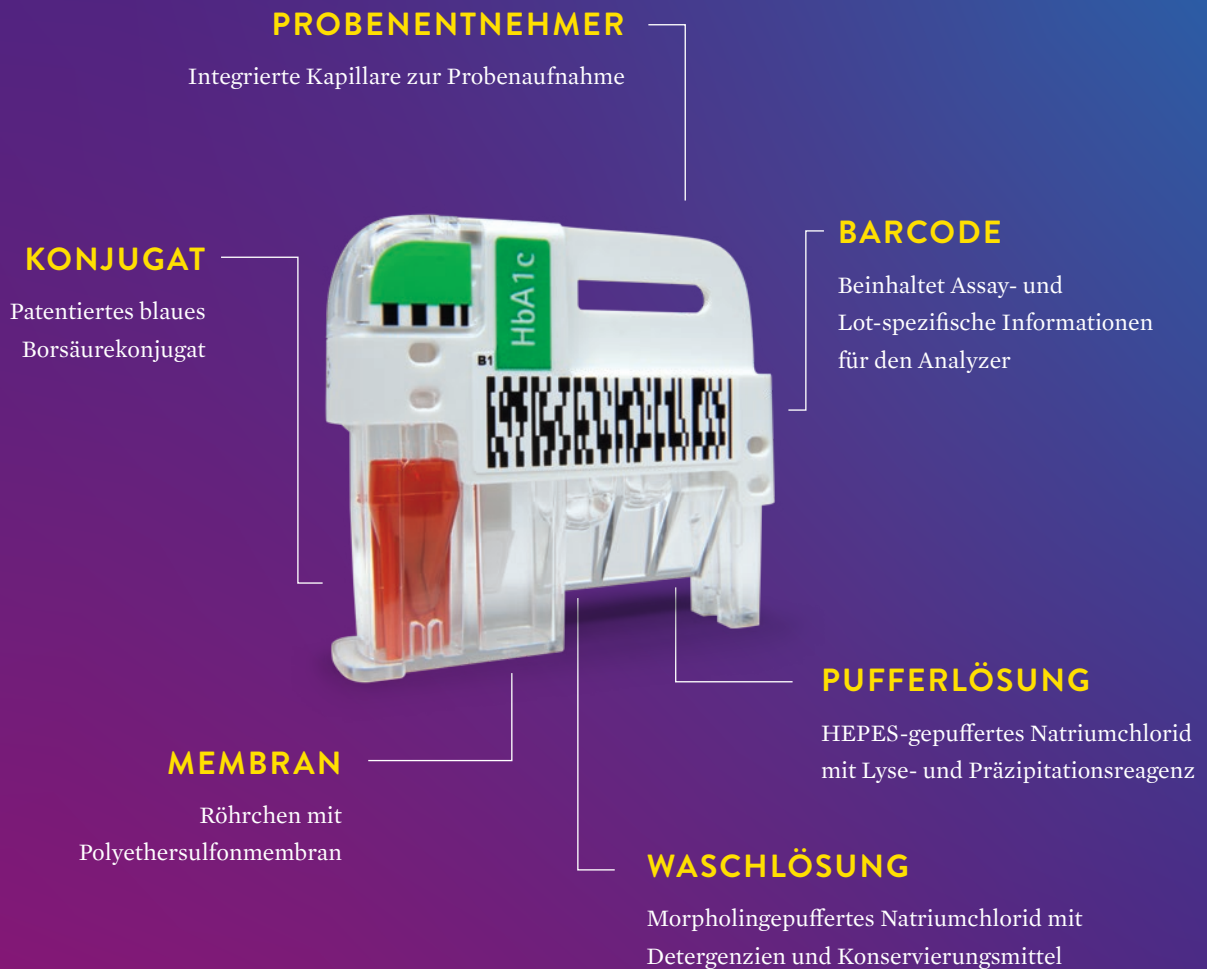 PROBENENTNEHMER
Integrierte Kapillare zur Probenaufnahme
KONJUGAT
Patentiertes blaues
Borsäurekonjugat
BARCODE
Beinhaltet Assay- und
Lot-spezifische Informationen
für den Analyzer
HbA1c
B1
PUFFERLÖSUNG
HEPES-gepuffertes Natriumchlorid
mit Lyse- und Präzipitationsreagenz
MEMBRAN
Röhrchen mit
Polyethersulfonmembran
WASCHLÖSUNG
Morpholingepuffertes Natriumchlorid mit
Detergenzien und Konservierungsmittel